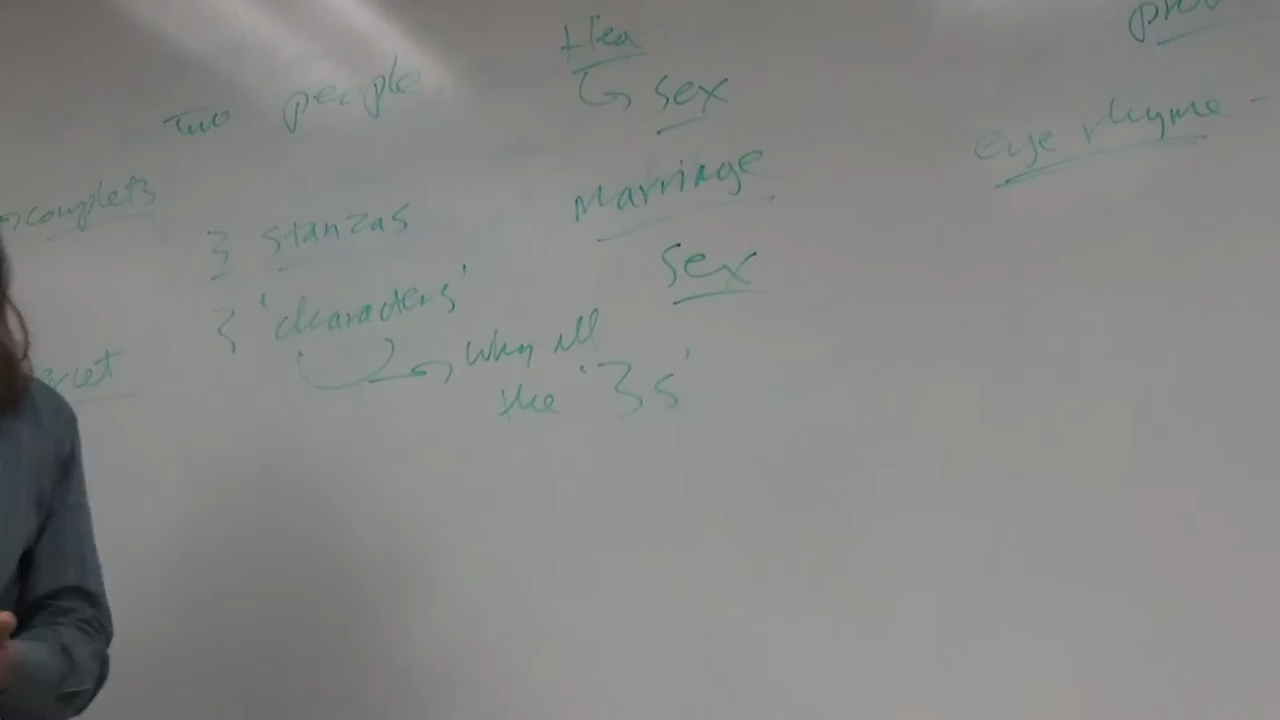 flea
↳ sex
Two people
couplets
3 stanzas
3 'characters'
why all
the '3s'
Marriage
sex
eye rhyme -